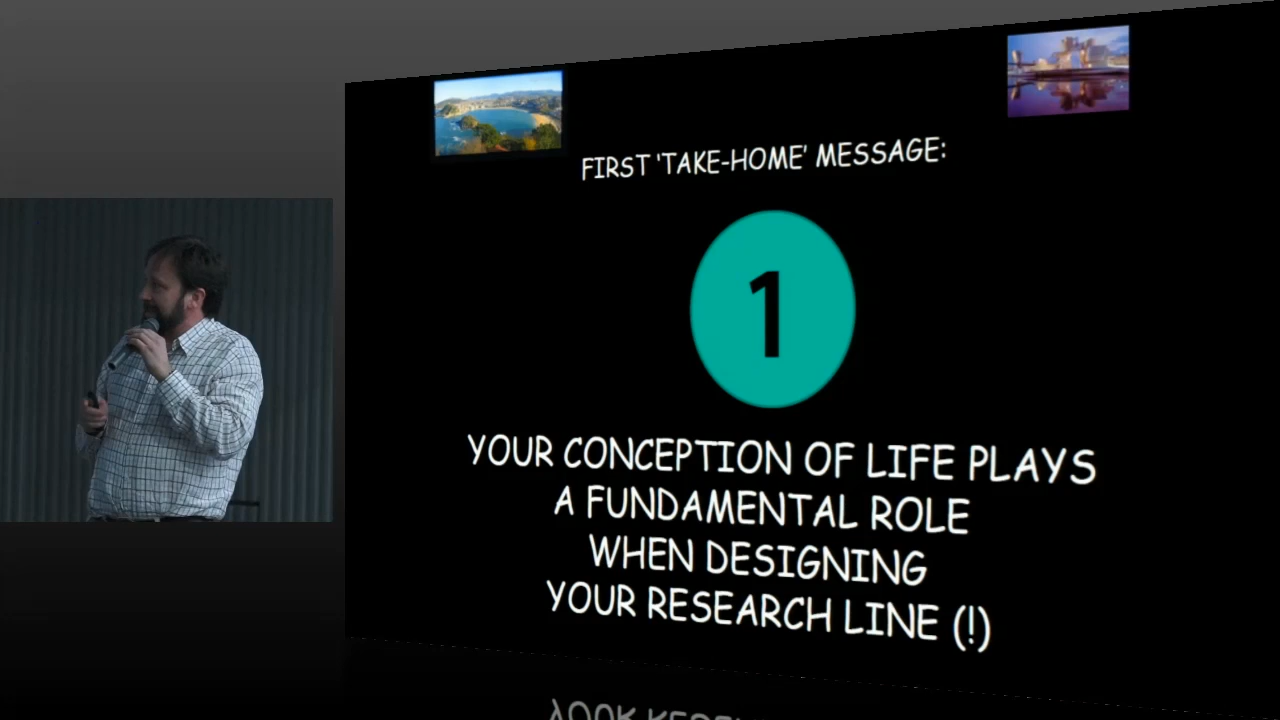 FIRST 'TAKE-HOME' MESSAGE:
1
YOUR CONCEPTION OF LIFE PLAYS
A FUNDAMENTAL ROLE
WHEN DESIGNING
YOUR RESEARCH LINE (!)